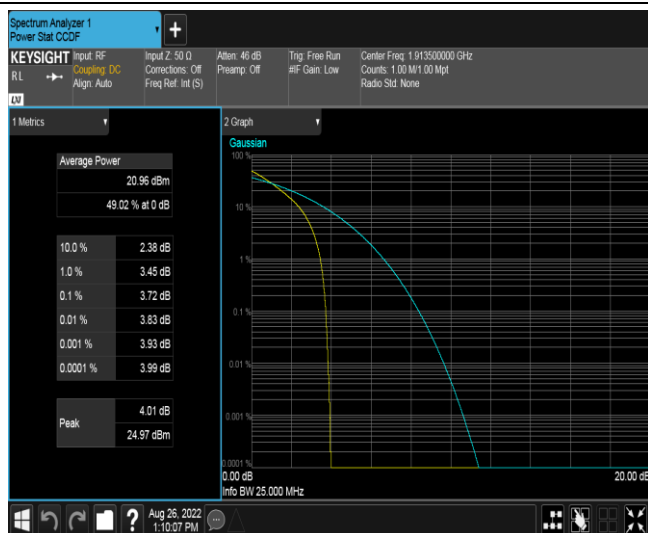 Spectrum Analyzer 1
Power Stat CCDF
+
KEYSIGHT
RL
LXI
Input: RF
Coupling: DC
Align: Auto
Input Z: 50 Ω
Corrections: Off
Freq Ref: Int (S)
Atten: 46 dB
Preamp: Off
Trig: Free Run
#IF Gain: Low
Center Freq: 1.913500000 GHz
Counts: 1.00 M/1.00 Mpt
Radio Std: None
1 Metrics
Average Power
20.96 dBm
49.02 % at 0 dB
10.0 % 2.38 dB
1.0 % 3.45 dB
0.1 % 3.72 dB
0.01 % 3.83 dB
0.001 % 3.93 dB
0.0001 % 3.99 dB
Peak
4.01 dB
24.97 dBm
2 Graph
Gaussian
100 %
10 %
1 %
0.1 %
0.01 %
0.001 %
0.0001 %
0.00 dB 20.00 dB
Info BW 25.000 MHz
?
Aug 26, 2022
1:10:07 PM